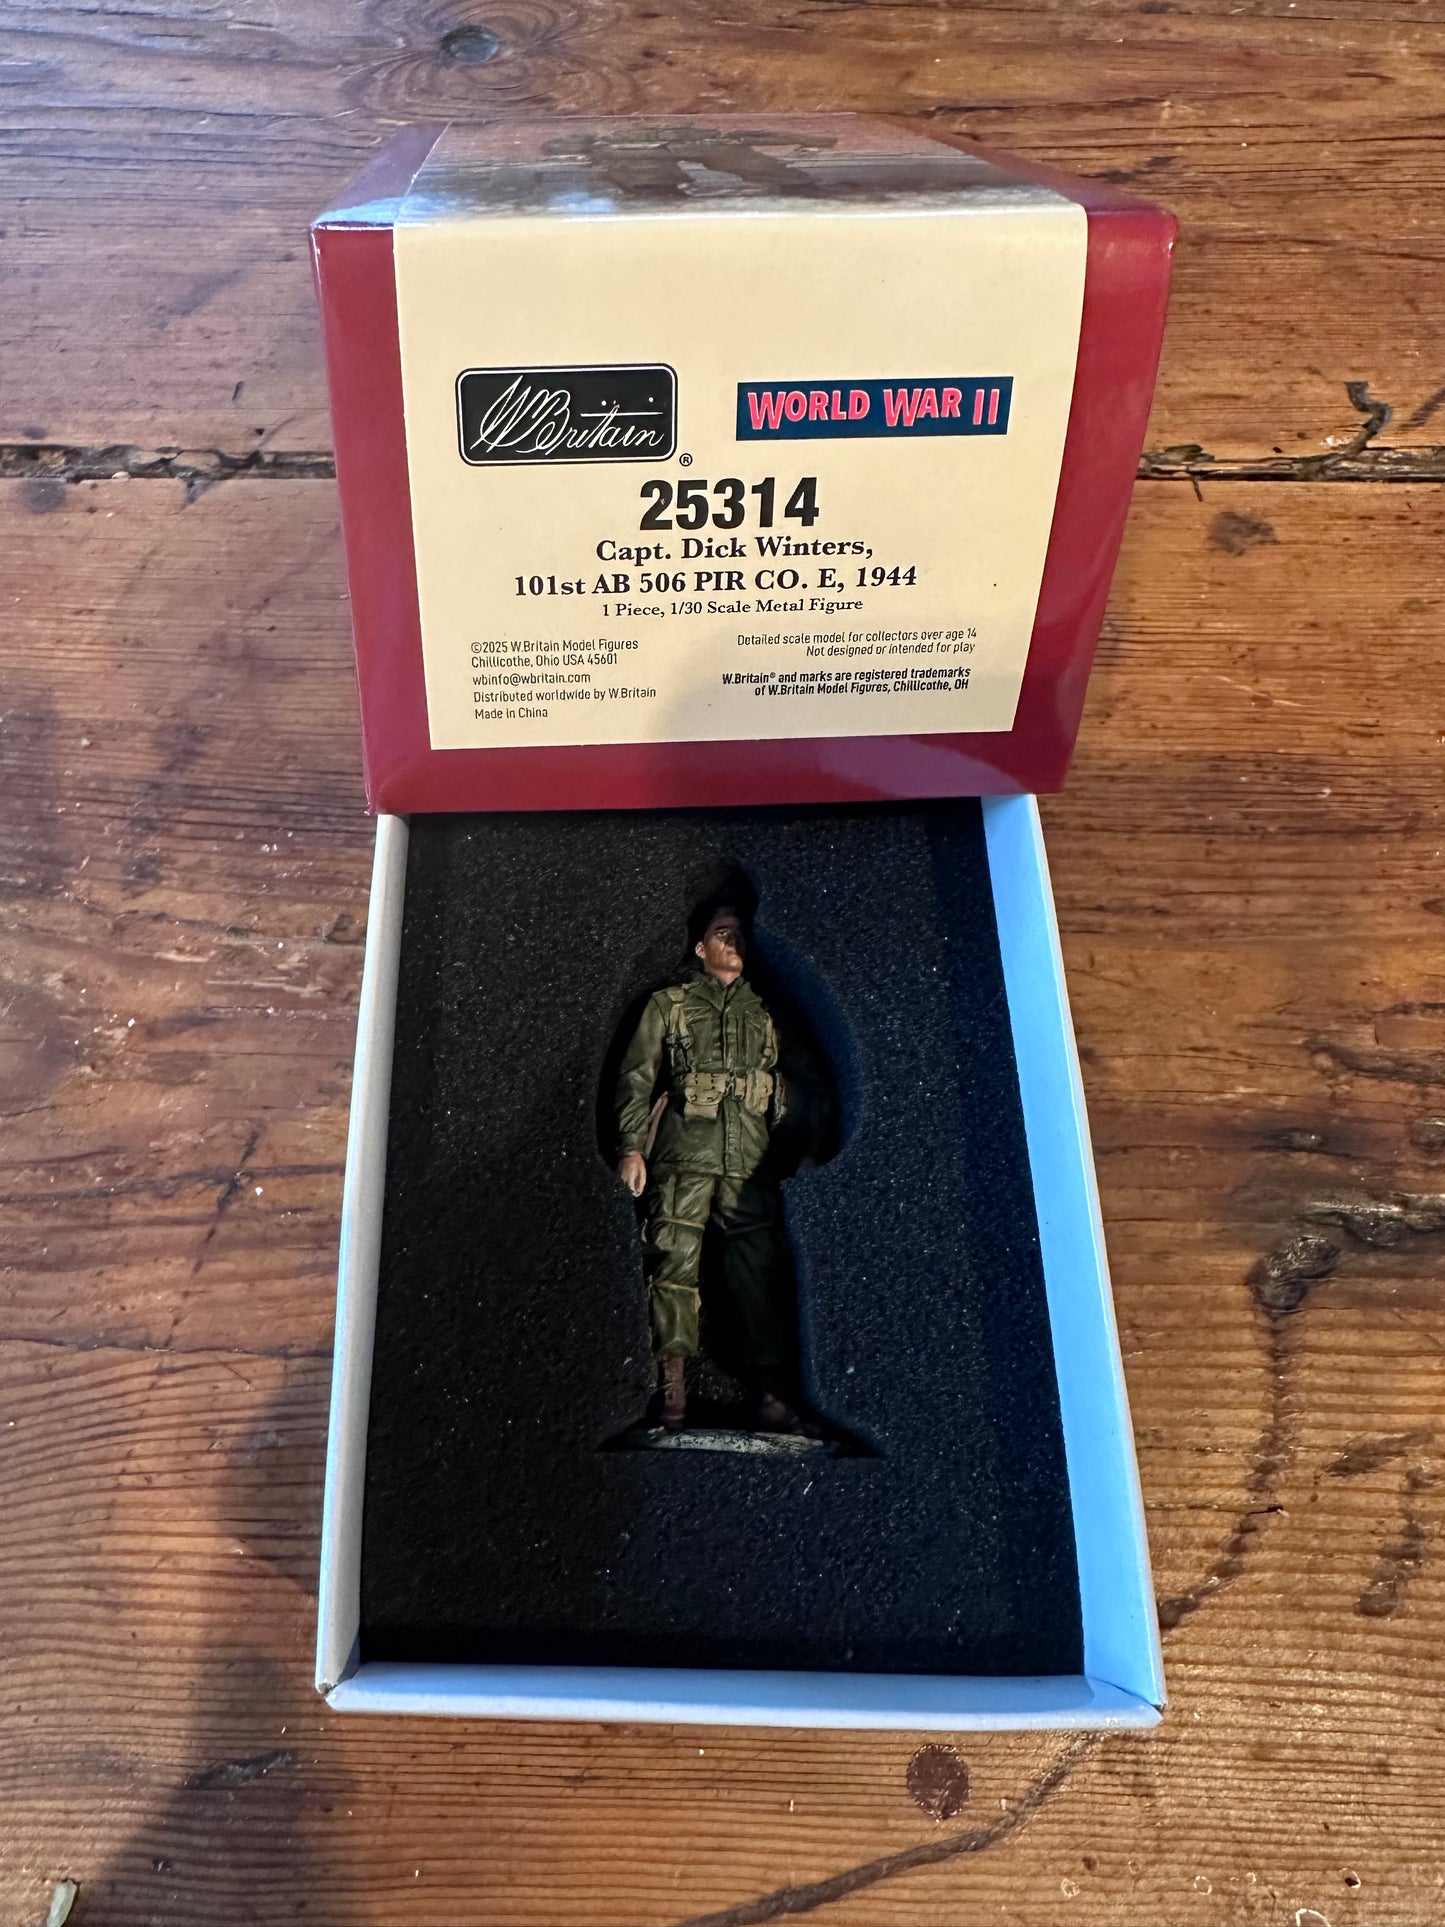 W Britain ®
WORLD WAR II
25314
Capt. Dick Winters,
101st AB 506 PIR CO. E, 1944
1 Piece, 1/30 Scale Metal Figure
©2025 W.Britain Model Figures
Chillicothe, Ohio USA 45601
wbinfo@wbritain.com
Distributed worldwide by W.Britain
Made in China
Detailed scale model for collectors over age 14
Not designed or intended for play
W.Britain® and marks are registered trademarks
of W.Britain Model Figures, Chillicothe, OH